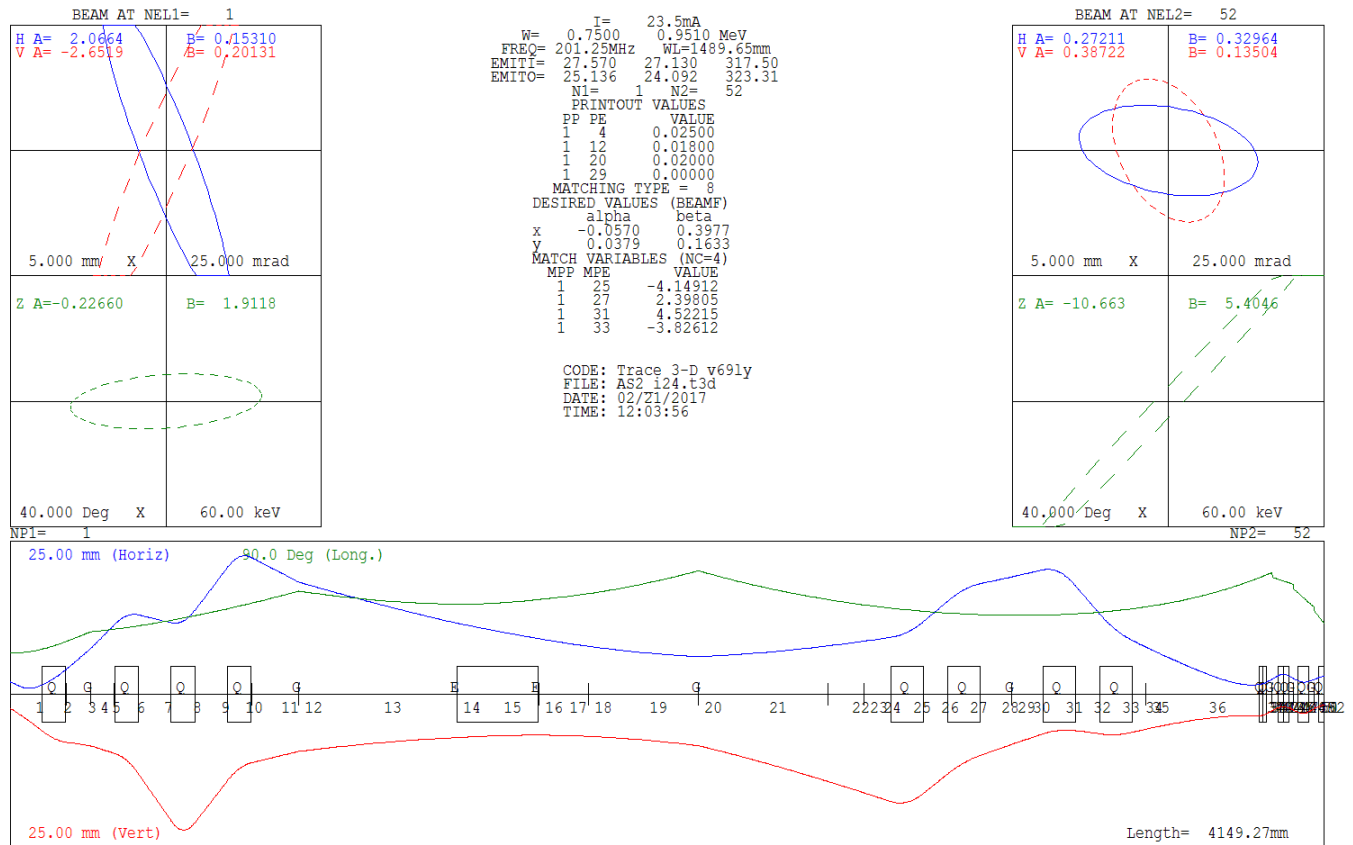 BEAM AT NEL1= 1
H A= 2.0664 B= 0.15310
V A= -2.6519 B= 0.20131
5.000 mm X 25.000 mrad
Z A=-0.22660 B= 1.9118
40.000 Deg X 60.00 keV
NP1= 1
I= 23.5mA
W= 0.7500 0.9510 MeV
FREQ= 201.25MHz WL=1489.65mm
EMITI= 27.570 27.130 317.50
EMITO= 25.136 24.092 323.31
N1= 1 N2= 52
PRINTOUT VALUES
PP PE VALUE
1 4 0.02500
1 12 0.01800
1 20 0.02000
1 29 0.00000
MATCHING TYPE = 8
DESIRED VALUES (BEAMF)
alpha beta
x -0.0570 0.3977
y 0.0379 0.1633
MATCH VARIABLES (NC=4)
MPP MPE VALUE
1 25 -4.14912
1 27 2.39805
1 31 4.52215
1 33 -3.82612
CODE: Trace 3-D v69ly
FILE: AS2_i24.t3d
DATE: 02/21/2017
TIME: 12:03:56
BEAM AT NEL2= 52
H A= 0.27211 B= 0.32964
V A= 0.38722 B= 0.13504
5.000 mm X 25.000 mrad
Z A= -10.663 B= 5.4046
40.000 Deg X 60.00 keV
NP2= 52
25.00 mm (Horiz) 90.0 Deg (Long.)
Q G Q Q Q G E E G Q Q G Q Q
1 2 3 4 5 6 7 8 9 10 11 12 13 14 15 16 17 18 19 20 21 22 23 24 25 26 27 28 29 30 31 32 33 34 35 36
25.00 mm (Vert)
Length= 4149.27mm